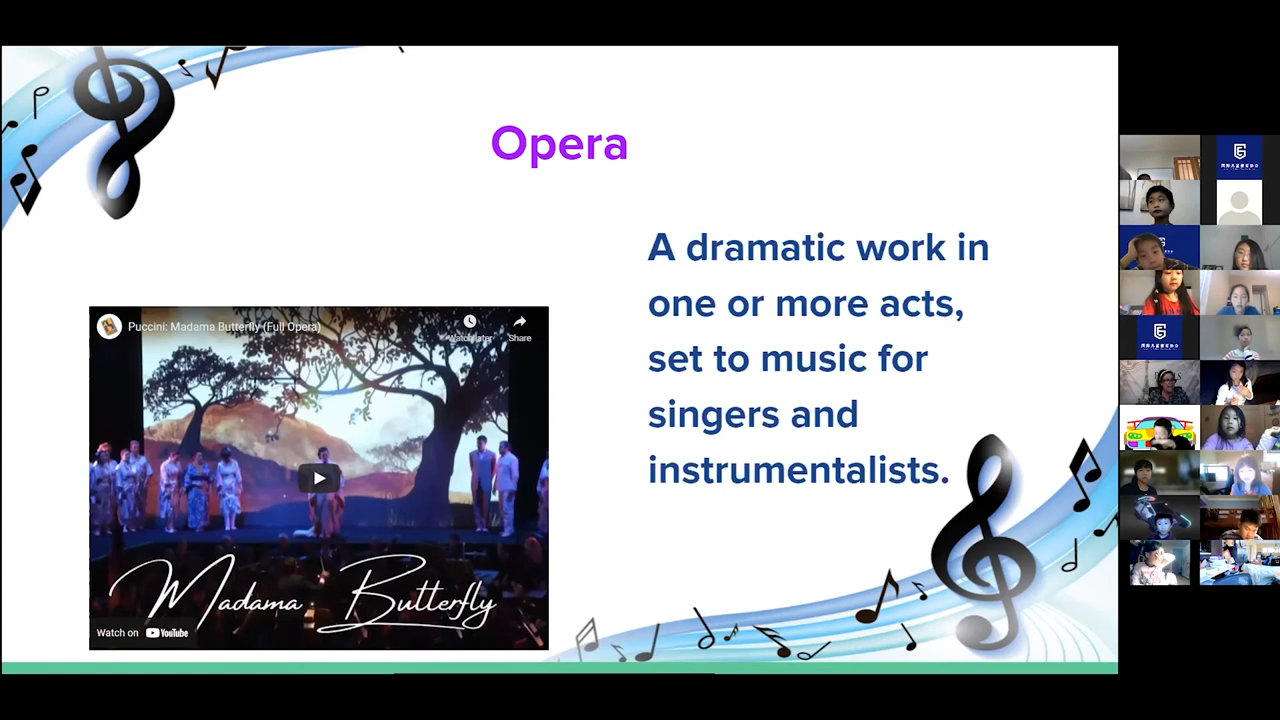 Opera
A dramatic work in
one or more acts,
set to music for
singers and
instrumentalists.
Puccini: Madama Butterfly (Full Opera)
Watch later
Share
Madama Butterfly
Watch on YouTube